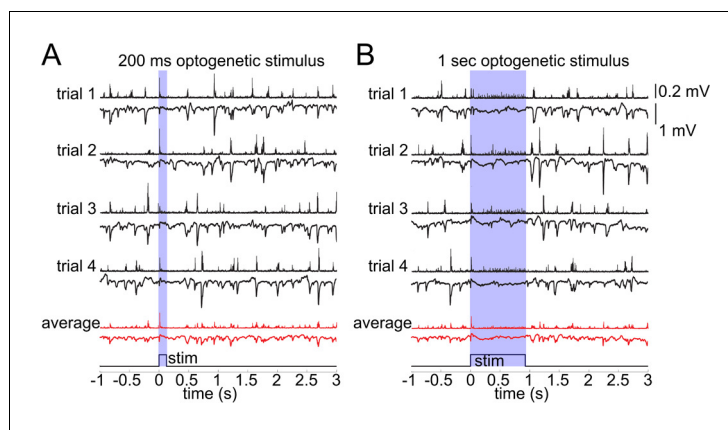 A
200 ms optogenetic stimulus
trial 1
trial 2
trial 3
trial 4
average
stim
-1 -0.5 0 0.5 1 1.5 2 2.5 3
time (s)
B
1 sec optogenetic stimulus
trial 1
0.2 mV
1 mV
trial 2
trial 3
trial 4
average
stim
-1 -0.5 0 0.5 1 1.5 2 2.5 3
time (s)